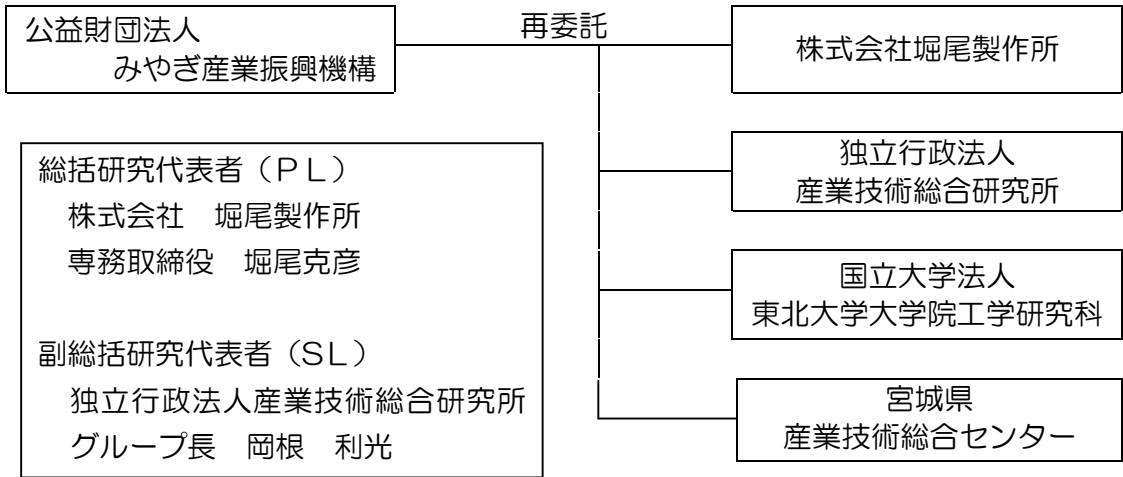 公益財団法人
みやぎ産業振興機構
再委託
株式会社堀尾製作所
独立行政法人
産業技術総合研究所
国立大学法人
東北大学大学院工学研究科
宮城県
産業技術総合センター
総括研究代表者（ＰＬ）
株式会社　堀尾製作所
専務取締役　堀尾克彦
副総括研究代表者（ＳＬ）
独立行政法人産業技術総合研究所
グループ長　岡根　利光